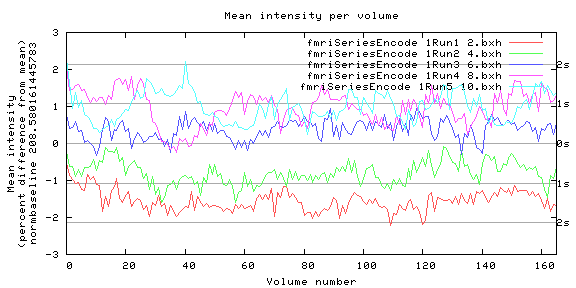 Mean intensity per volume
Mean intensity
(percent difference from mean)
normbaseline 208.580161445783
3
2
1
0
-1
-2
-3
fmriSeriesEncode 1Run1 2.bxh
fmriSeriesEncode 1Run2 4.bxh
fmriSeriesEncode 1Run3 6.bxh
fmriSeriesEncode 1Run4 8.bxh
fmriSeriesEncode 1Run5 10.bxh
2s
1s
0s
1s
2s
0 20 40 60 80 100 120 140 160
Volume number